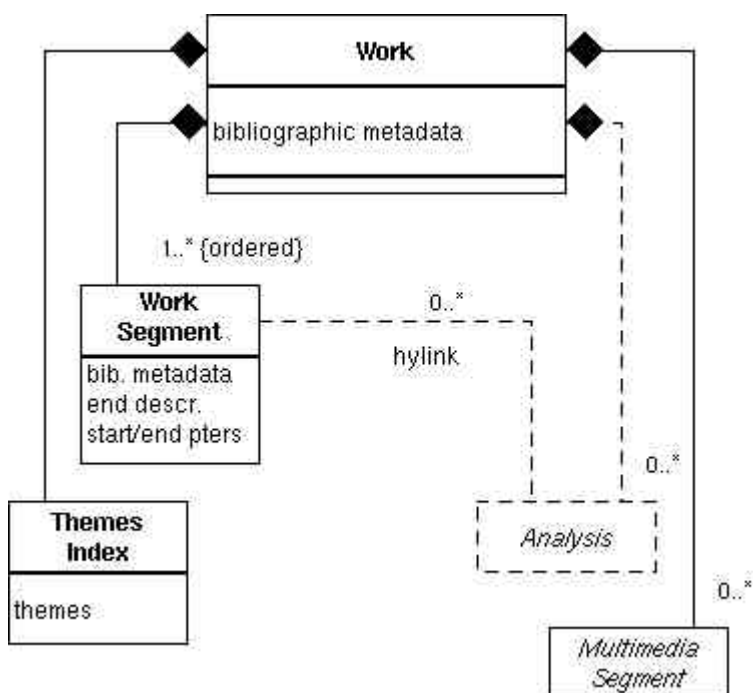 Work
bibliographic metadata
1..* {ordered}
Work
Segment
bib. metadata
end descr.
start/end pters
0..*
hylink
0..*
Themes
Index
themes
Analysis
0..*
Multimedia
Segment